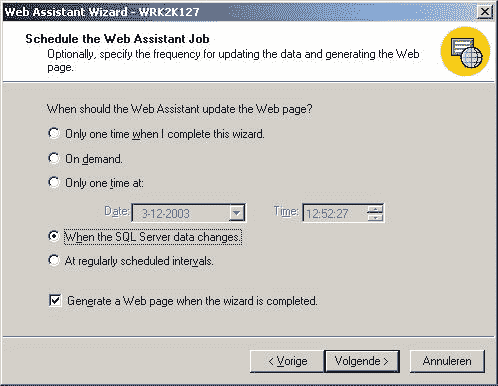 Web Assistant Wizard - WRK2K127
Schedule the Web Assistant Job
Optionally, specify the frequency for updating the data and generating the Web
page.
When should the Web Assistant update the Web page?
Only one time when I complete this wizard.
On demand.
Only one time at:
Date: 3-12-2003 Time: 12:52:27
When the SQL Server data changes.
At regularly scheduled intervals.
Generate a Web page when the wizard is completed.
< Vorige Volgende > Annuleren